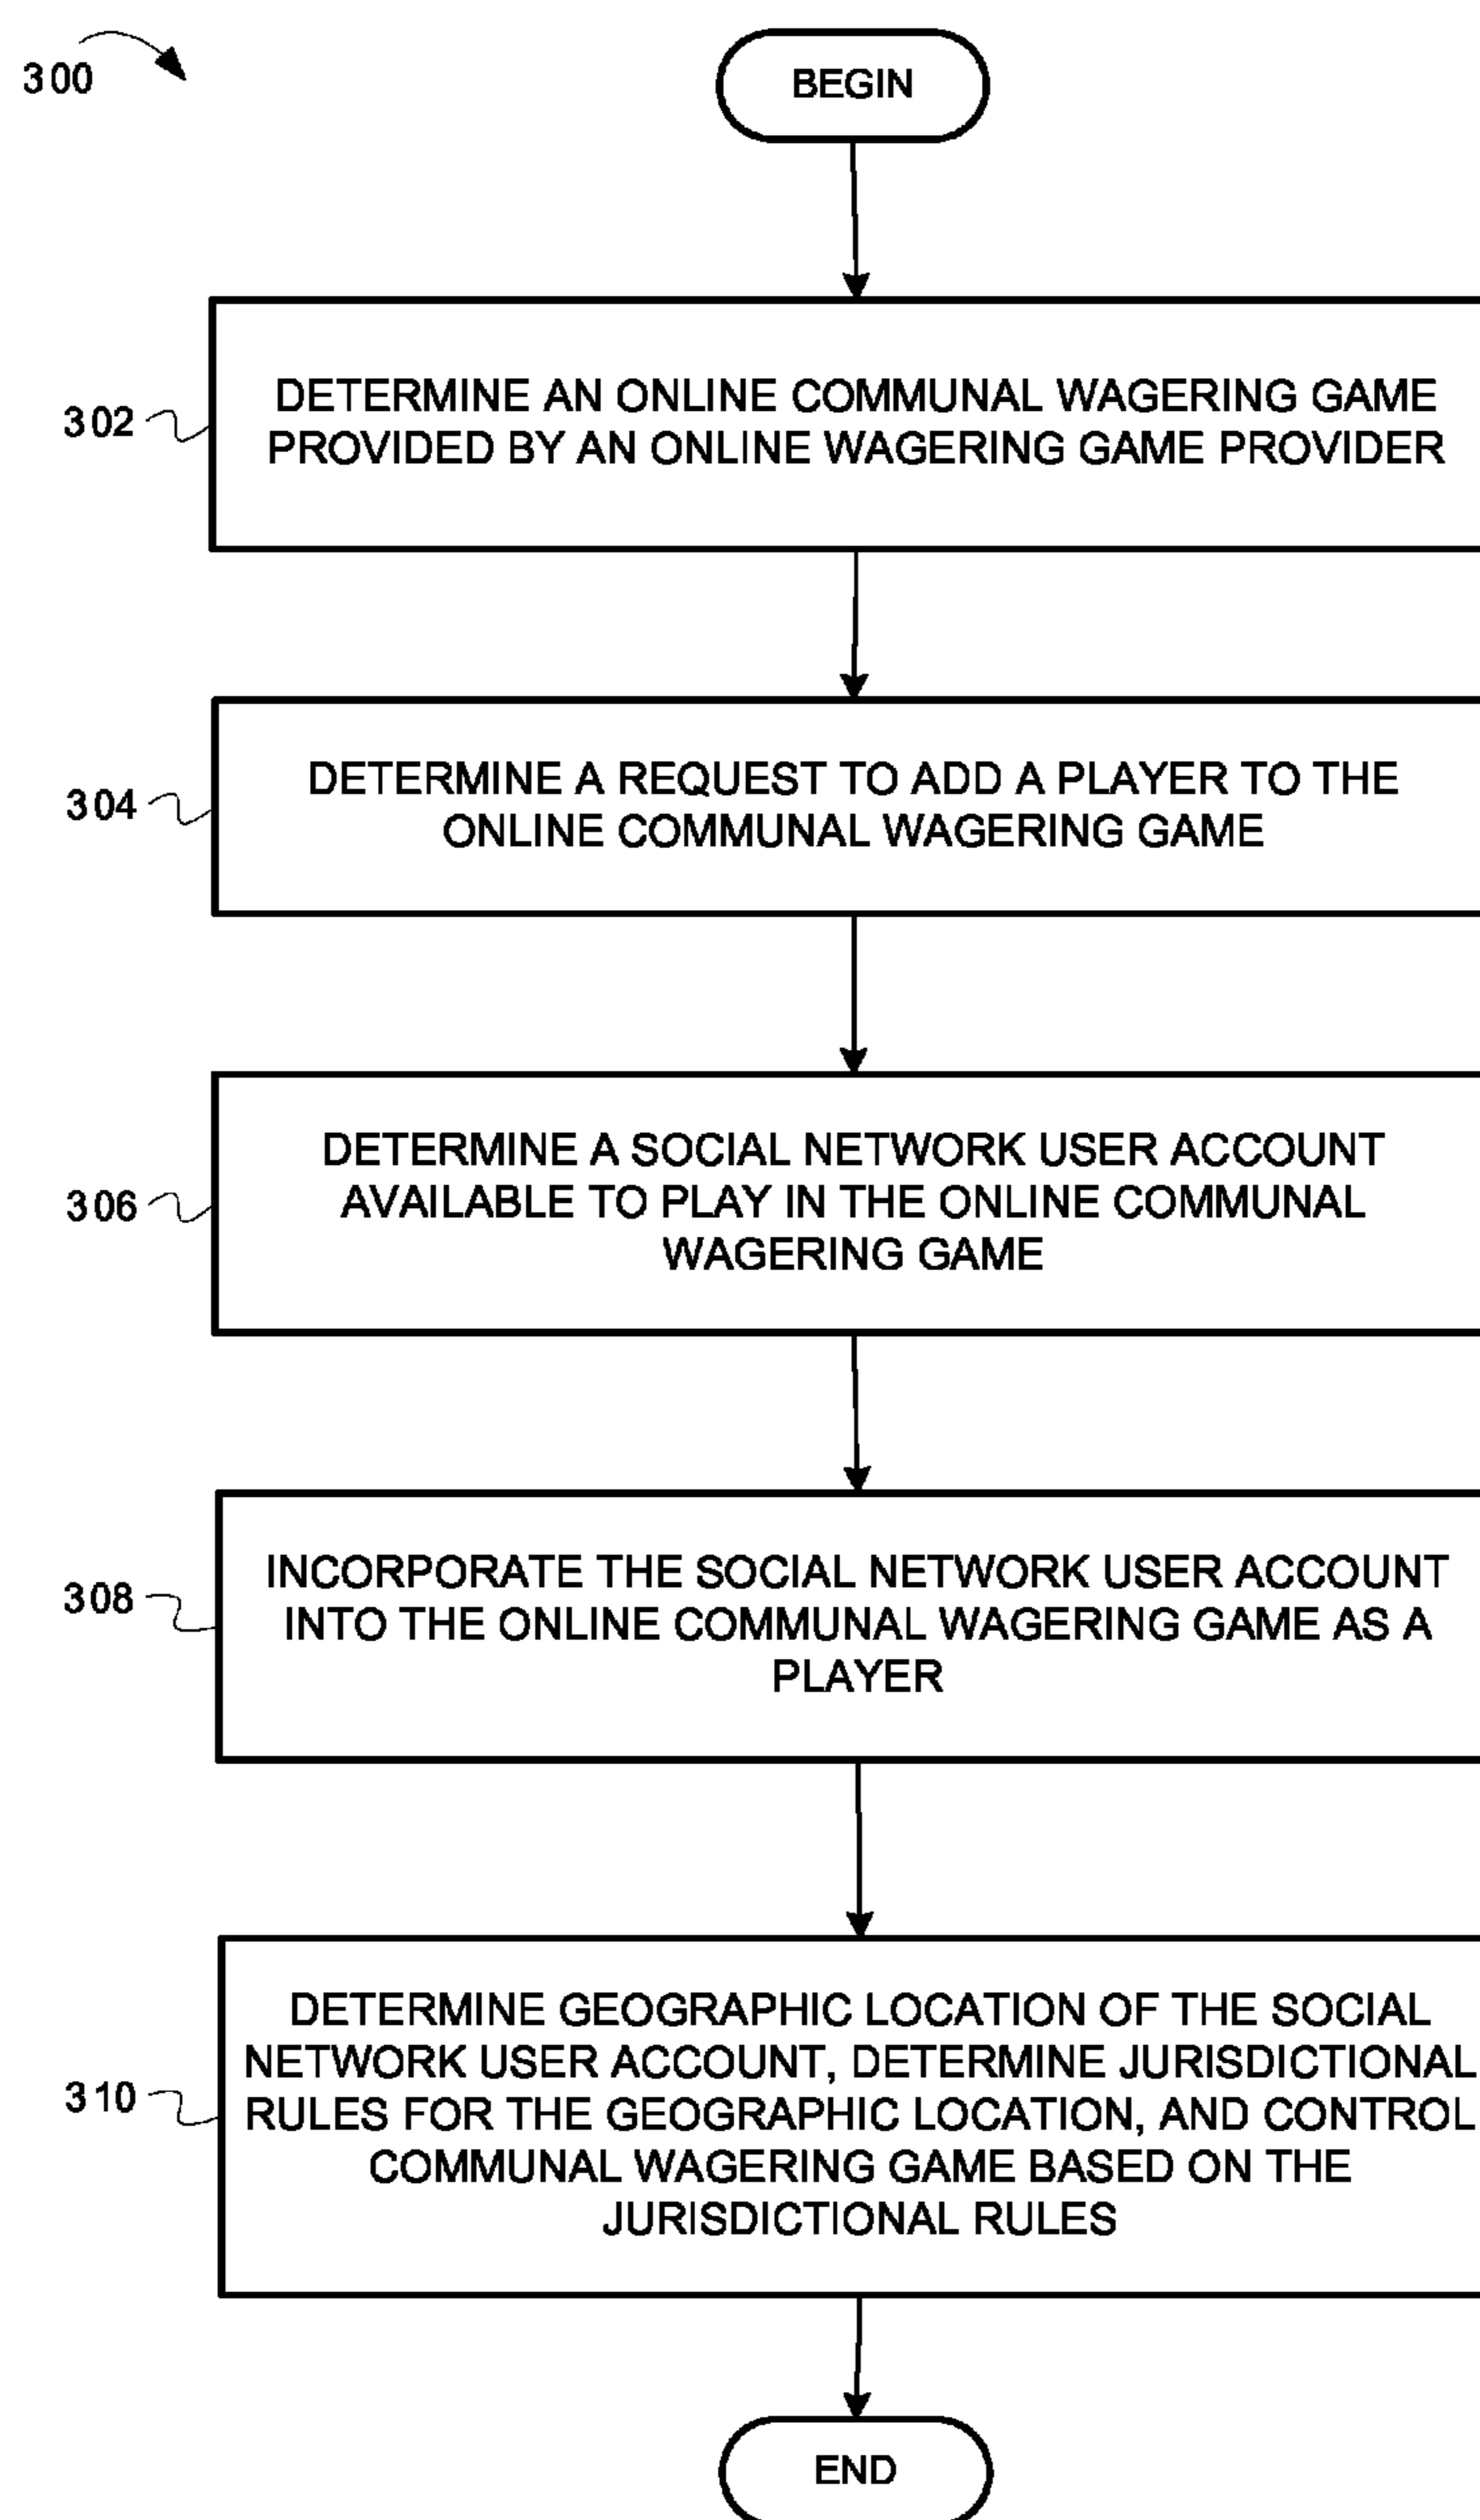 300
BEGIN
302
DETERMINE AN ONLINE COMMUNAL WAGERING GAME
PROVIDED BY AN ONLINE WAGERING GAME PROVIDER
304
DETERMINE A REQUEST TO ADD A PLAYER TO THE
ONLINE COMMUNAL WAGERING GAME
306
DETERMINE A SOCIAL NETWORK USER ACCOUNT
AVAILABLE TO PLAY IN THE ONLINE COMMUNAL
WAGERING GAME
308
INCORPORATE THE SOCIAL NETWORK USER ACCOUNT
INTO THE ONLINE COMMUNAL WAGERING GAME AS A
PLAYER
310
DETERMINE GEOGRAPHIC LOCATION OF THE SOCIAL
NETWORK USER ACCOUNT, DETERMINE JURISDICTIONAL
RULES FOR THE GEOGRAPHIC LOCATION, AND CONTROL
COMMUNAL WAGERING GAME BASED ON THE
JURISDICTIONAL RULES
END